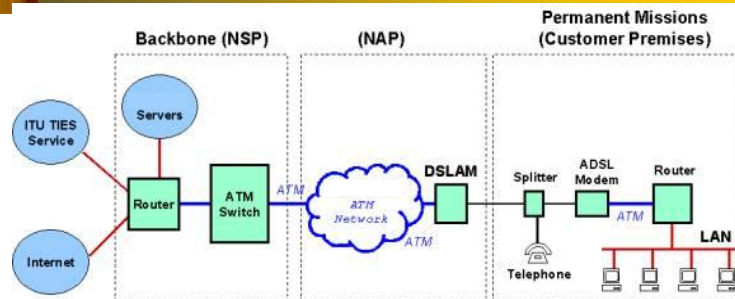 Permanent Missions
Backbone (NSP)
(NAP)
(Customer Premises)
ITU TIES
Service
Servers
Router
ATM
Switch
ATM
ATM
Network
ATM
DSLAM
Splitter
ADSL
Modem
ATM
Router
LAN
Internet
Telephone